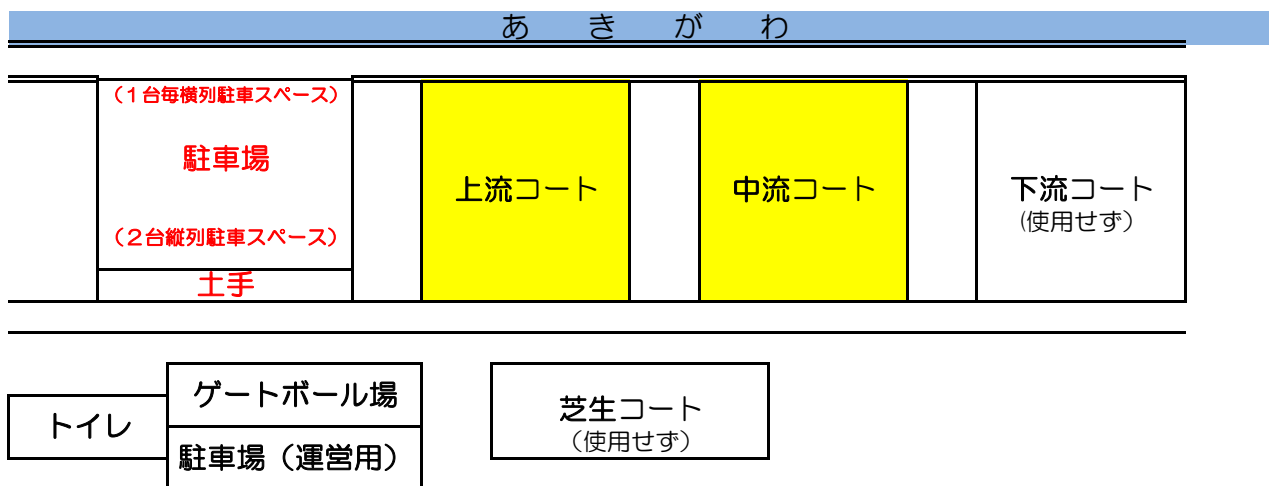 あきがわ
（１台毎横列駐車スペース）
駐車場
（２台縦列駐車スペース）
土手
上流コート
中流コート
下流コート
(使用せず）
トイレ
ゲートボール場
駐車場（運営用）
芝生コート
（使用せず）